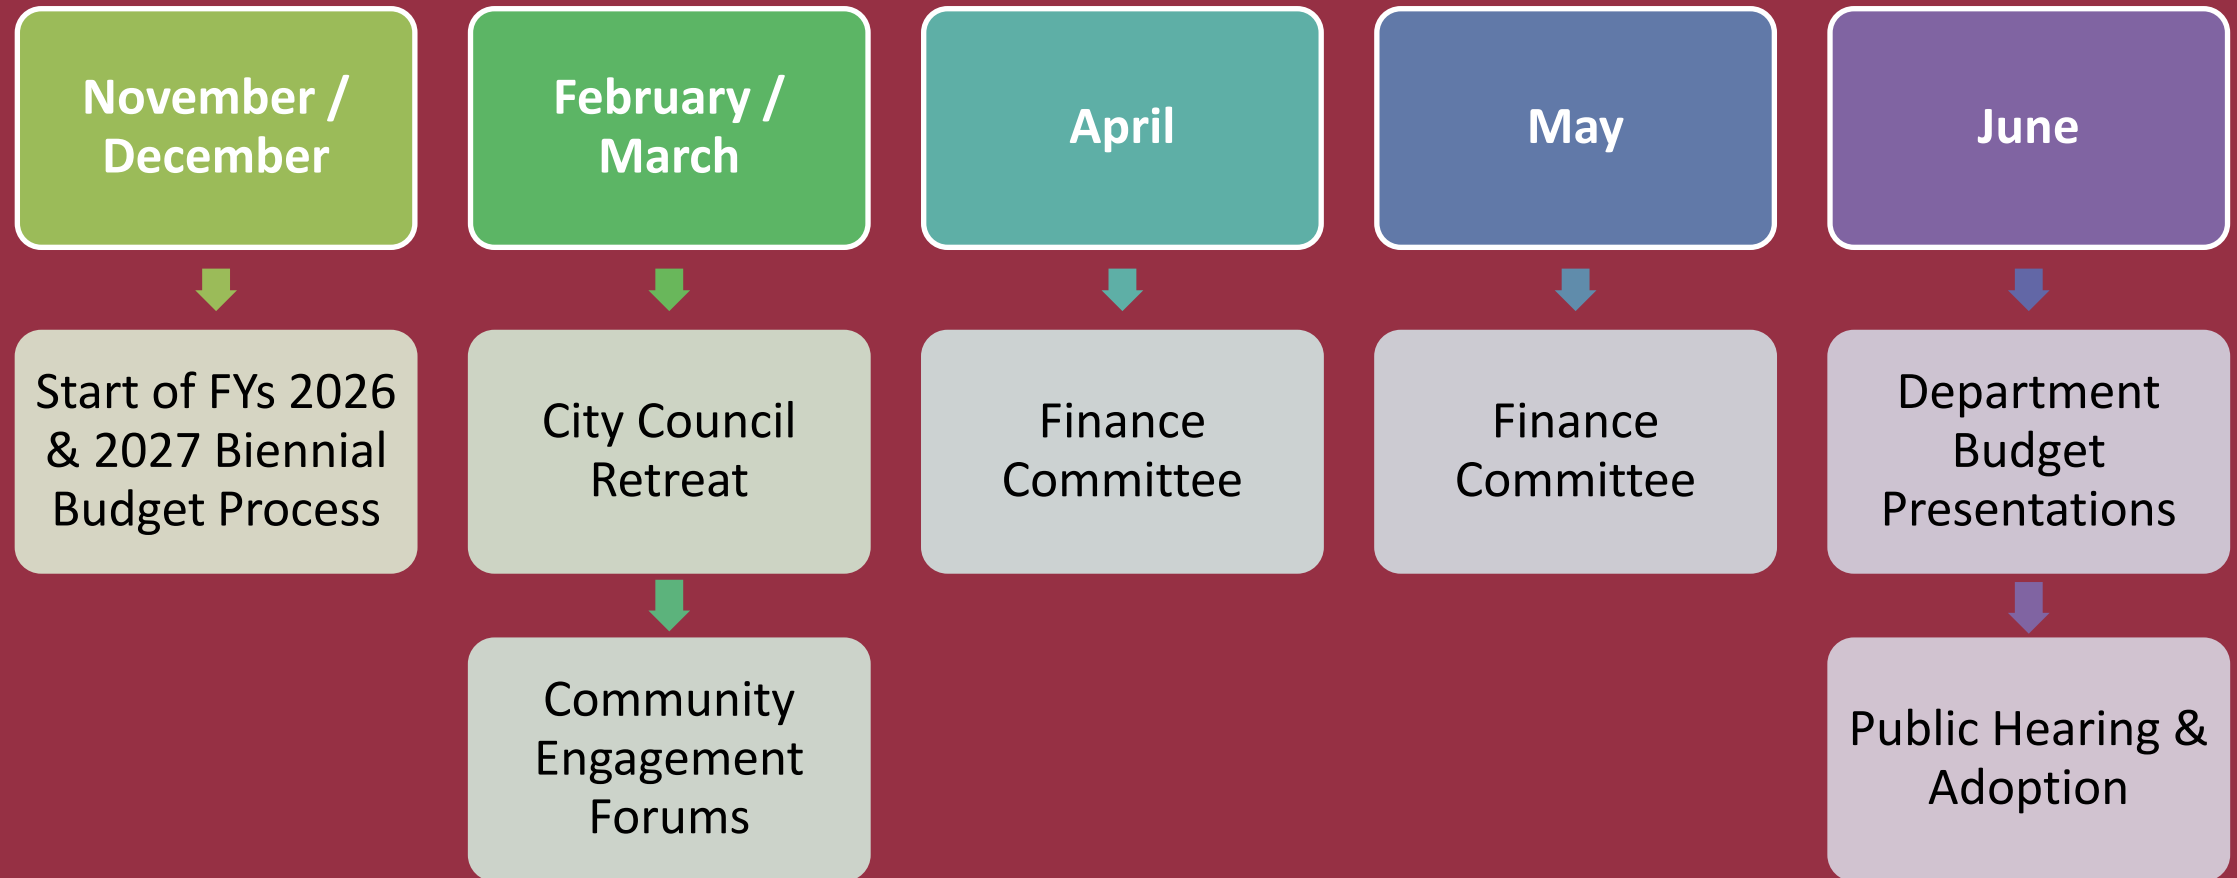 November /
December
Start of FYs 2026
& 2027 Biennial
Budget Process
February /
March
City Council
Retreat
Community
Engagement
Forums
April
Finance
Committee
May
Finance
Committee
June
Department
Budget
Presentations
Public Hearing &
Adoption